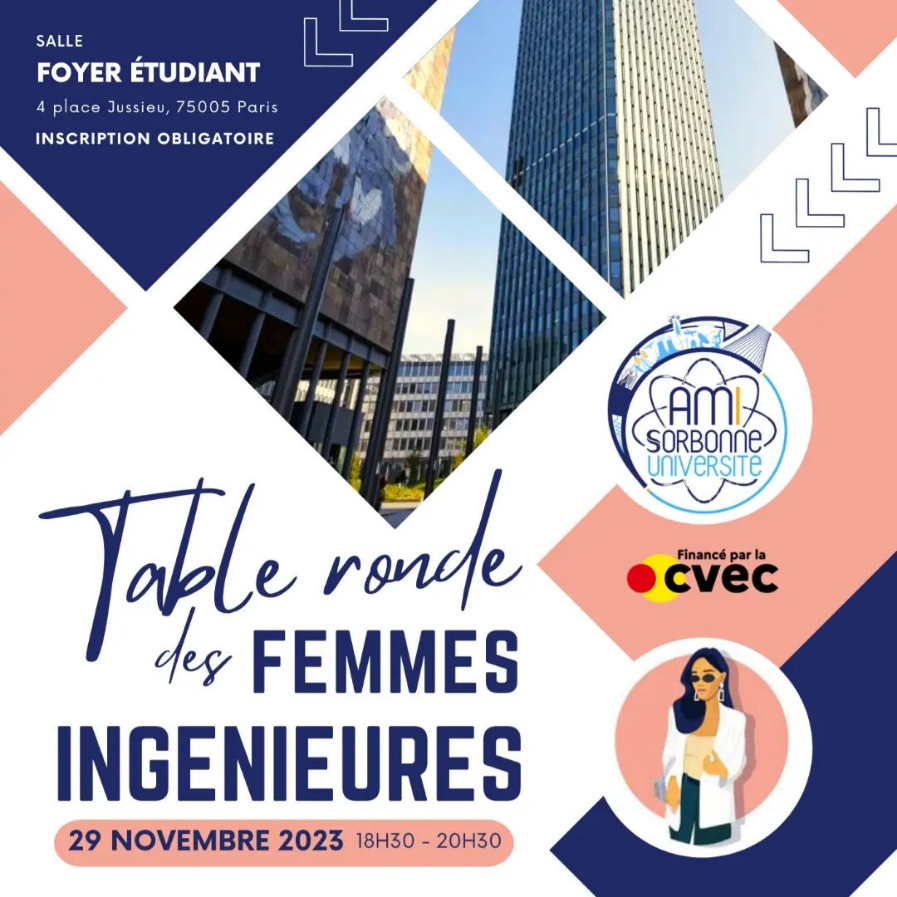 SALLE
FOYER ÉTUDIANT
4 place Jussieu, 75005 Paris
INSCRIPTION OBLIGATOIRE
AMI
SORBONNE
UNIVERSITE
Financé par la
cvec
Table ronde
des FEMMES
INGENIEURES
29 NOVEMBRE 2023 18H30 - 20H30